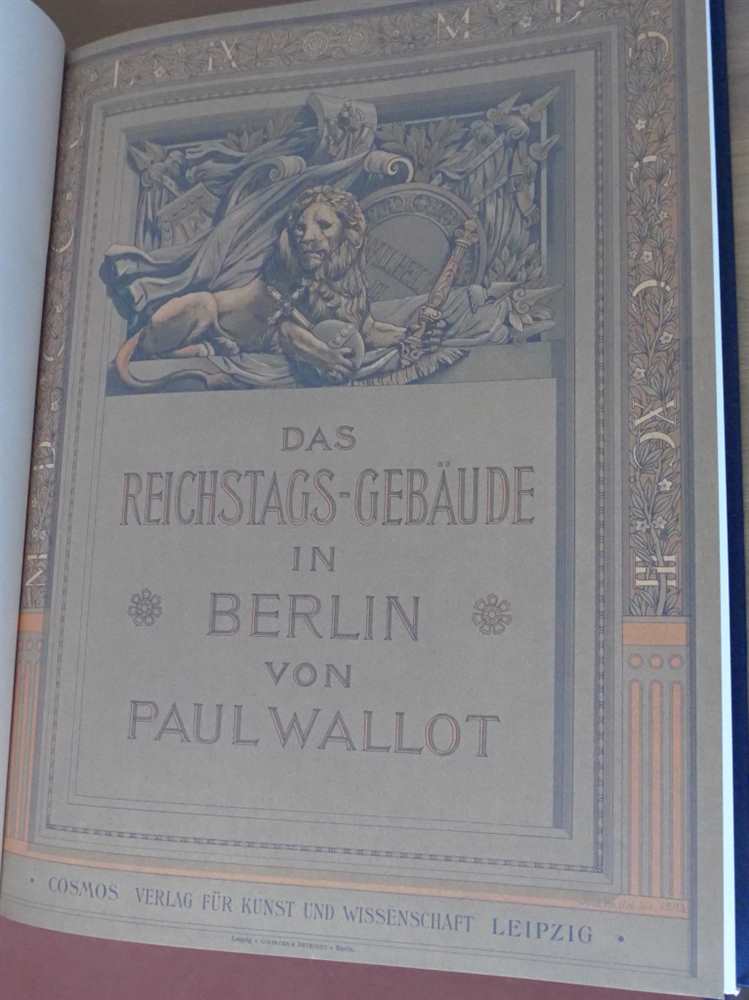 DAS
REICHSTAGS-GEBÄUDE
IN
BERLIN
VON
PAUL WALLOT
• COSMOS VERLAG FÜR KUNST UND WISSENSCHAFT LEIPZIG •